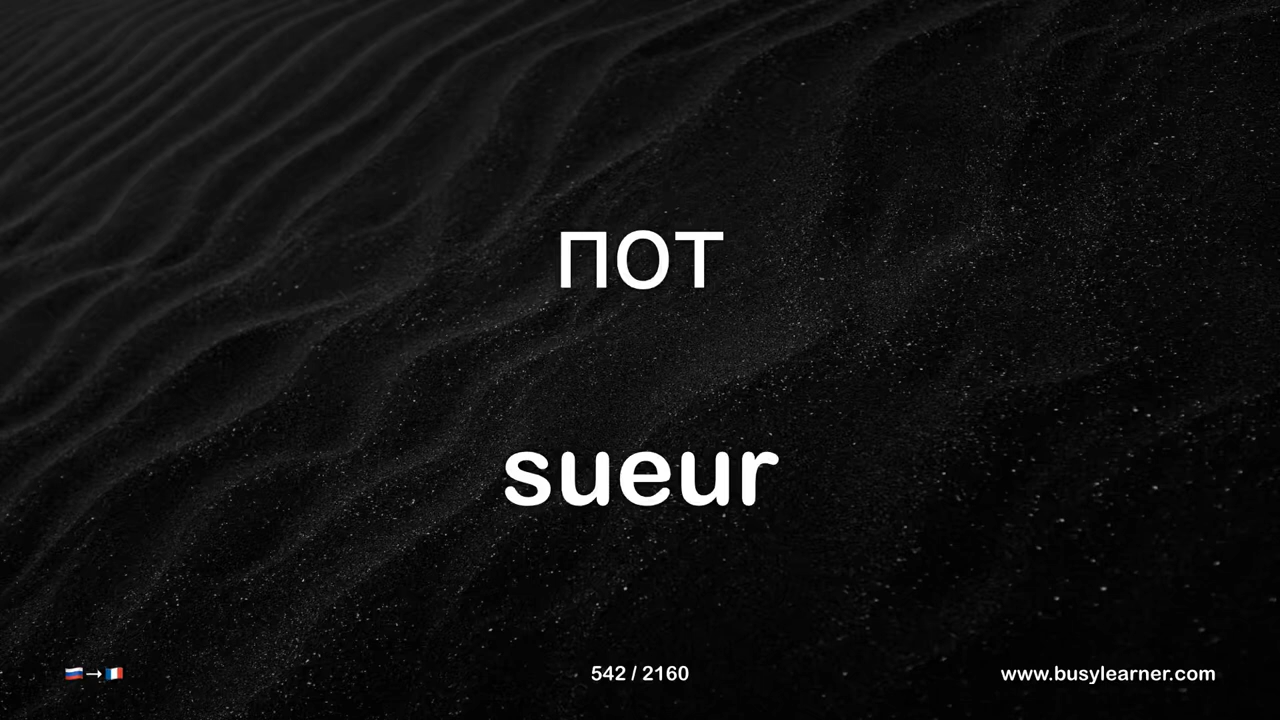 пот
sueur
🇷🇺→🇫🇷
542 / 2160
www.busylearner.com